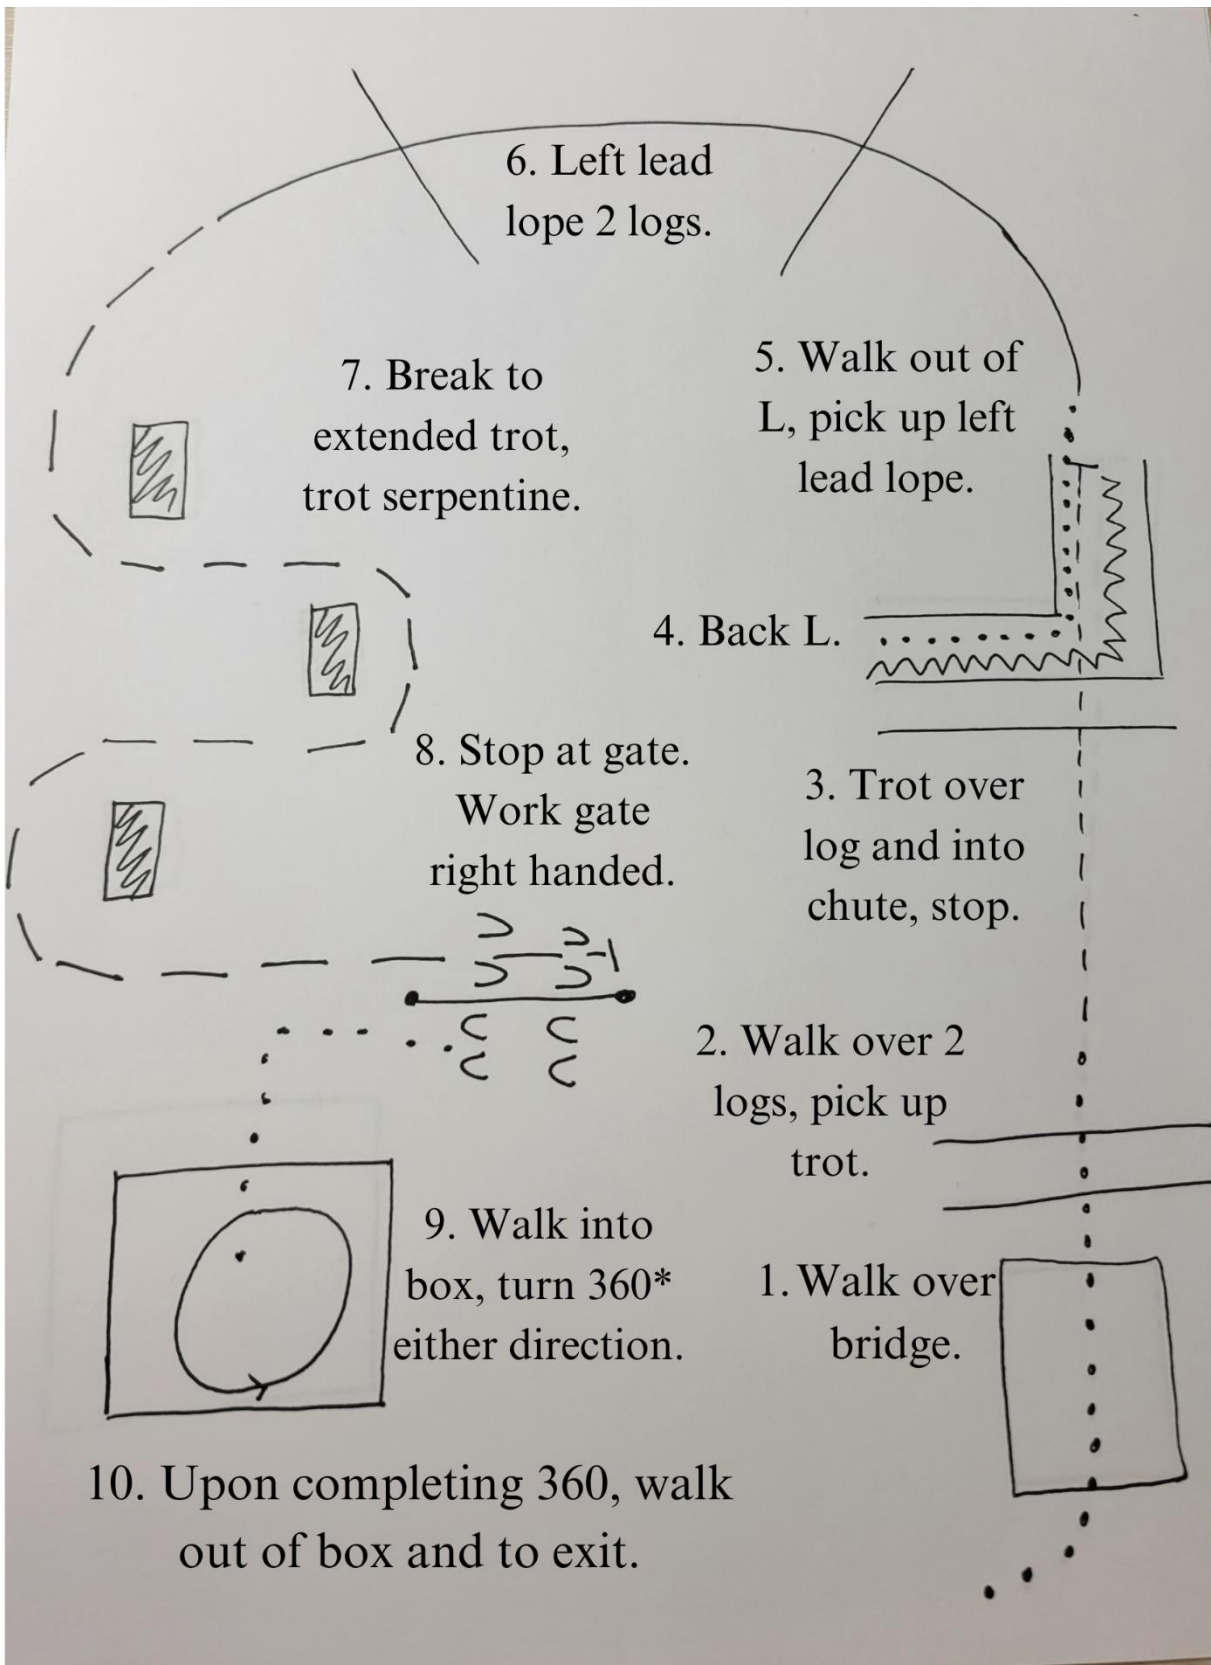 1. Walk over
bridge.
2. Walk over 2
logs, pick up
trot.
3. Trot over
log and into
chute, stop.
4. Back L.
5. Walk out of
L, pick up left
lead lope.
6. Left lead
lope 2 logs.
7. Break to
extended trot,
trot serpentine.
8. Stop at gate.
Work gate
right handed.
9. Walk into
box, turn 360*
either direction.
10. Upon completing 360, walk
out of box and to exit.